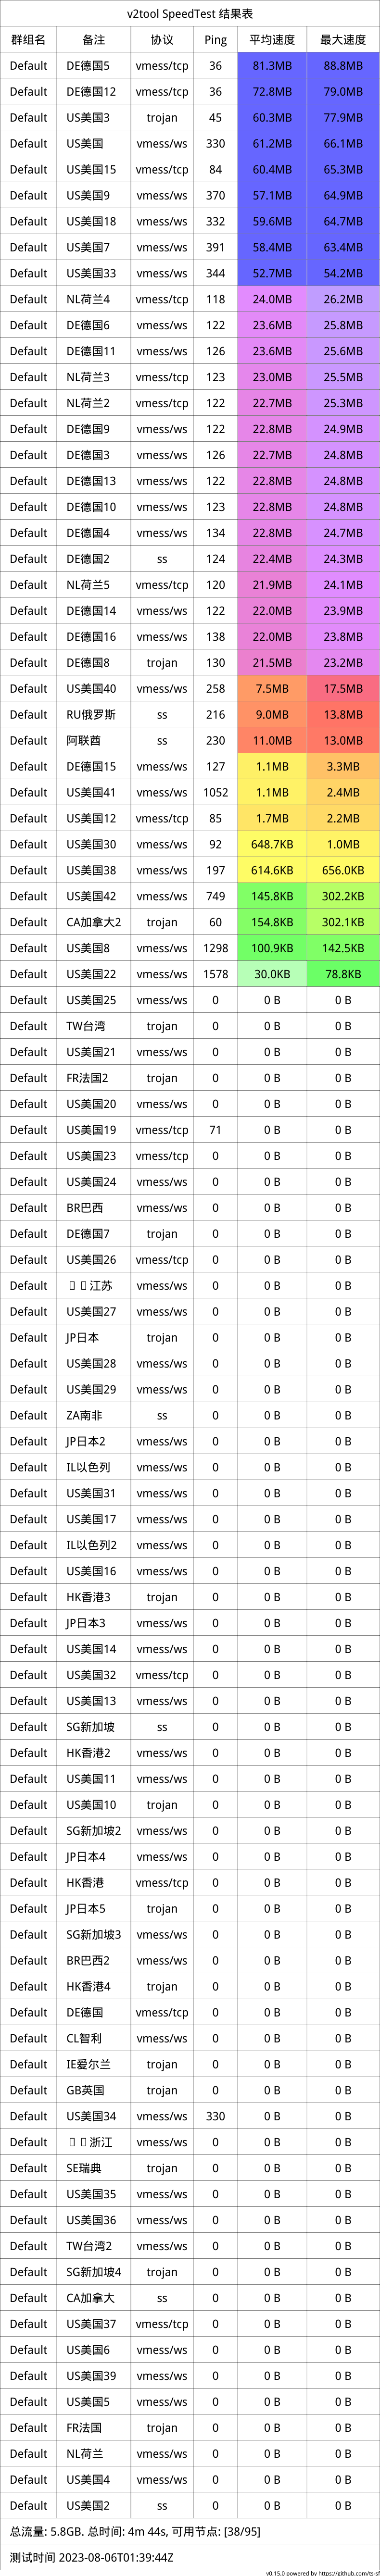 v2tool SpeedTest 结果表
群组名 备注 协议 Ping 平均速度 最大速度
Default DE德国5 vmess/tcp 36 81.3MB 88.8MB
Default DE德国12 vmess/tcp 36 72.8MB 79.0MB
Default US美国3 trojan 45 60.3MB 77.9MB
Default US美国 vmess/ws 330 61.2MB 66.1MB
Default US美国15 vmess/tcp 84 60.4MB 65.3MB
Default US美国9 vmess/ws 370 57.1MB 64.9MB
Default US美国18 vmess/ws 332 59.6MB 64.7MB
Default US美国7 vmess/ws 391 58.4MB 63.4MB
Default US美国33 vmess/ws 344 52.7MB 54.2MB
Default NL荷兰4 vmess/tcp 118 24.0MB 26.2MB
Default DE德国6 vmess/ws 122 23.6MB 25.8MB
Default DE德国11 vmess/ws 126 23.6MB 25.6MB
Default NL荷兰3 vmess/tcp 123 23.0MB 25.5MB
Default NL荷兰2 vmess/tcp 122 22.7MB 25.3MB
Default DE德国9 vmess/ws 122 22.8MB 24.9MB
Default DE德国3 vmess/ws 126 22.7MB 24.8MB
Default DE德国13 vmess/ws 122 22.8MB 24.8MB
Default DE德国10 vmess/ws 123 22.8MB 24.8MB
Default DE德国4 vmess/ws 134 22.8MB 24.7MB
Default DE德国2 ss 124 22.4MB 24.3MB
Default NL荷兰5 vmess/tcp 120 21.9MB 24.1MB
Default DE德国14 vmess/ws 122 22.0MB 23.9MB
Default DE德国16 vmess/ws 138 22.0MB 23.8MB
Default DE德国8 trojan 130 21.5MB 23.2MB
Default US美国40 vmess/ws 258 7.5MB 17.5MB
Default RU俄罗斯 ss 216 9.0MB 13.8MB
Default 阿联酋 ss 230 11.0MB 13.0MB
Default DE德国15 vmess/ws 127 1.1MB 3.3MB
Default US美国41 vmess/ws 1052 1.1MB 2.4MB
Default US美国12 vmess/tcp 85 1.7MB 2.2MB
Default US美国30 vmess/ws 92 648.7KB 1.0MB
Default US美国38 vmess/ws 197 614.6KB 656.0KB
Default US美国42 vmess/ws 749 145.8KB 302.2KB
Default CA加拿大2 trojan 60 154.8KB 302.1KB
Default US美国8 vmess/ws 1298 100.9KB 142.5KB
Default US美国22 vmess/ws 1578 30.0KB 78.8KB
Default US美国25 vmess/ws 0 0 B 0 B
Default TW台湾 trojan 0 0 B 0 B
Default US美国21 vmess/ws 0 0 B 0 B
Default FR法国2 trojan 0 0 B 0 B
Default US美国20 vmess/ws 0 0 B 0 B
Default US美国19 vmess/tcp 71 0 B 0 B
Default US美国23 vmess/tcp 0 0 B 0 B
Default US美国24 vmess/ws 0 0 B 0 B
Default BR巴西 vmess/ws 0 0 B 0 B
Default DE德国7 trojan 0 0 B 0 B
Default US美国26 vmess/tcp 0 0 B 0 B
Default 江苏 vmess/ws 0 0 B 0 B
Default US美国27 vmess/ws 0 0 B 0 B
Default JP日本 trojan 0 0 B 0 B
Default US美国28 vmess/ws 0 0 B 0 B
Default US美国29 vmess/ws 0 0 B 0 B
Default ZA南非 ss 0 0 B 0 B
Default JP日本2 vmess/ws 0 0 B 0 B
Default IL以色列 vmess/ws 0 0 B 0 B
Default US美国31 vmess/ws 0 0 B 0 B
Default US美国17 vmess/ws 0 0 B 0 B
Default IL以色列2 vmess/ws 0 0 B 0 B
Default US美国16 vmess/ws 0 0 B 0 B
Default HK香港3 trojan 0 0 B 0 B
Default JP日本3 vmess/ws 0 0 B 0 B
Default US美国14 vmess/ws 0 0 B 0 B
Default US美国32 vmess/tcp 0 0 B 0 B
Default US美国13 vmess/ws 0 0 B 0 B
Default SG新加坡 ss 0 0 B 0 B
Default HK香港2 vmess/ws 0 0 B 0 B
Default US美国11 vmess/ws 0 0 B 0 B
Default US美国10 trojan 0 0 B 0 B
Default SG新加坡2 vmess/ws 0 0 B 0 B
Default JP日本4 vmess/ws 0 0 B 0 B
Default HK香港 vmess/tcp 0 0 B 0 B
Default JP日本5 trojan 0 0 B 0 B
Default SG新加坡3 vmess/ws 0 0 B 0 B
Default BR巴西2 vmess/ws 0 0 B 0 B
Default HK香港4 trojan 0 0 B 0 B
Default DE德国 vmess/tcp 0 0 B 0 B
Default CL智利 vmess/ws 0 0 B 0 B
Default IE爱尔兰 trojan 0 0 B 0 B
Default GB英国 trojan 0 0 B 0 B
Default US美国34 vmess/ws 330 0 B 0 B
Default 浙江 vmess/ws 0 0 B 0 B
Default SE瑞典 trojan 0 0 B 0 B
Default US美国35 vmess/ws 0 0 B 0 B
Default US美国36 vmess/ws 0 0 B 0 B
Default TW台湾2 vmess/ws 0 0 B 0 B
Default SG新加坡4 trojan 0 0 B 0 B
Default CA加拿大 ss 0 0 B 0 B
Default US美国37 vmess/tcp 0 0 B 0 B
Default US美国6 vmess/ws 0 0 B 0 B
Default US美国39 vmess/ws 0 0 B 0 B
Default US美国5 vmess/ws 0 0 B 0 B
Default FR法国 trojan 0 0 B 0 B
Default NL荷兰 vmess/ws 0 0 B 0 B
Default US美国4 vmess/ws 0 0 B 0 B
Default US美国2 ss 0 0 B 0 B
总流量: 5.8GB. 总时间: 4m 44s, 可用节点: [38/95]
测试时间 2023-08-06T01:39:44Z
v0.15.0 powered by https://github.com/ts-sf